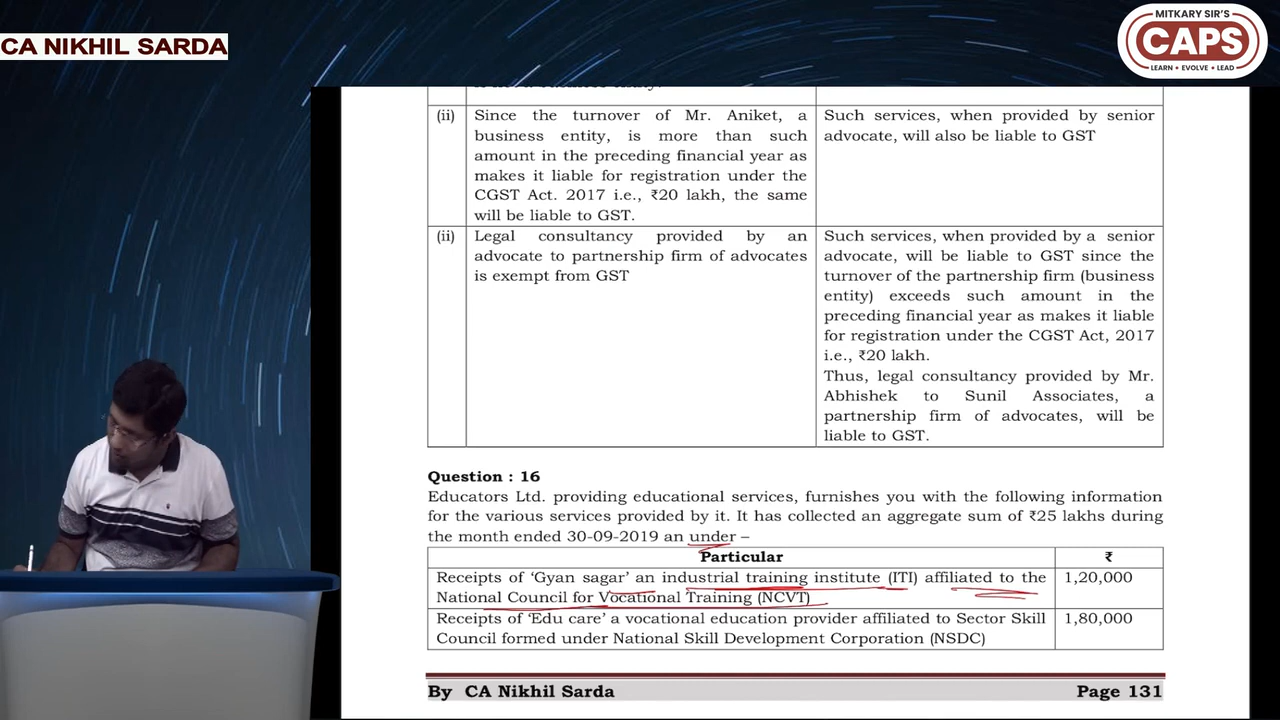 CA NIKHIL SARDA
MITKARY SIR'S
CAPS
LEARN • EVOLVE • LEAD
(ii) Since the turnover of Mr. Aniket, a
business entity, is more than such
amount in the preceding financial year as
makes it liable for registration under the
CGST Act. 2017 i.e., ₹20 lakh, the same
will be liable to GST.
Such services, when provided by senior
advocate, will also be liable to GST
(ii) Legal consultancy provided by an
advocate to partnership firm of advocates
is exempt from GST
Such services, when provided by a senior
advocate, will be liable to GST since the
turnover of the partnership firm (business
entity) exceeds such amount in the
preceding financial year as makes it liable
for registration under the CGST Act, 2017
i.e., ₹20 lakh.
Thus, legal consultancy provided by Mr.
Abhishek to Sunil Associates, a
partnership firm of advocates, will be
liable to GST.
Question : 16
Educators Ltd. providing educational services, furnishes you with the following information
for the various services provided by it. It has collected an aggregate sum of ₹25 lakhs during
the month ended 30-09-2019 an under –
Particular ₹
Receipts of 'Gyan sagar' an industrial training institute (ITI) affiliated to the 1,20,000
National Council for Vocational Training (NCVT)
Receipts of 'Edu care' a vocational education provider affiliated to Sector Skill 1,80,000
Council formed under National Skill Development Corporation (NSDC)
By CA Nikhil Sarda Page 131